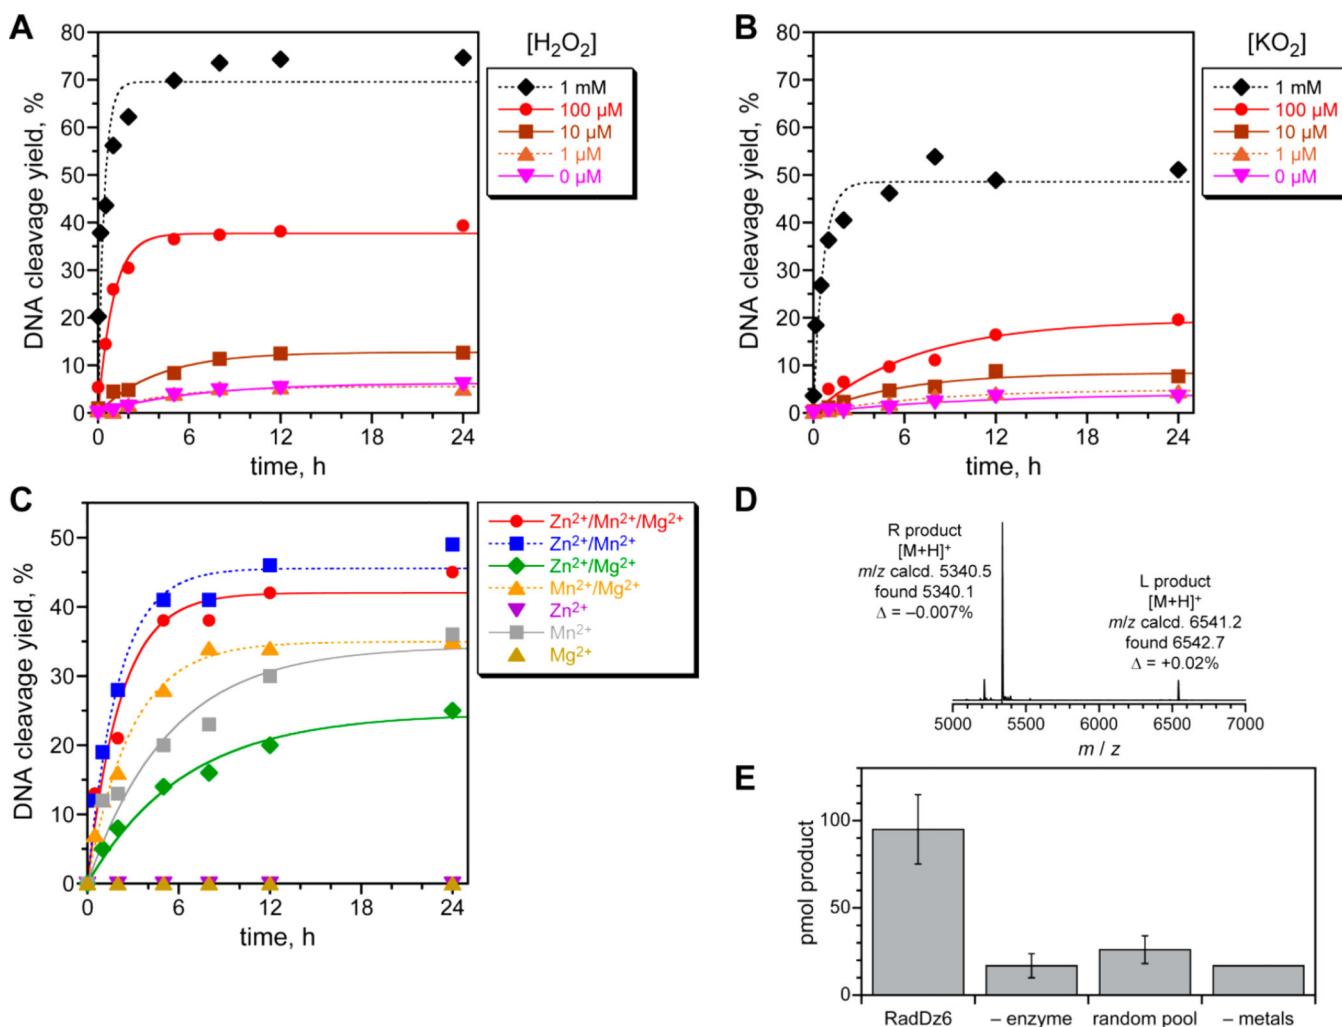 A
[H₂O₂]
DNA cleavage yield, %
80
70
60
50
40
30
20
10
0
0 6 12 18 24
time, h
1 mM
100 µM
10 µM
1 µM
0 µM
B
[KO₂]
DNA cleavage yield, %
80
70
60
50
40
30
20
10
0
0 6 12 18 24
time, h
1 mM
100 µM
10 µM
1 µM
0 µM
C
DNA cleavage yield, %
50
40
30
20
10
0
0 6 12 18 24
time, h
Zn²⁺/Mn²⁺/Mg²⁺
Zn²⁺/Mn²⁺
Zn²⁺/Mg²⁺
Mn²⁺/Mg²⁺
Zn²⁺
Mn²⁺
Mg²⁺
D
R product
[M+H]⁺
m/z calcd. 5340.5
found 5340.1
Δ = –0.007%
L product
[M+H]⁺
m/z calcd. 6541.2
found 6542.7
Δ = +0.02%
5000 5500 6000 6500 7000
m / z
E
pmol product
100
50
0
RadDz6 – enzyme random pool – metals